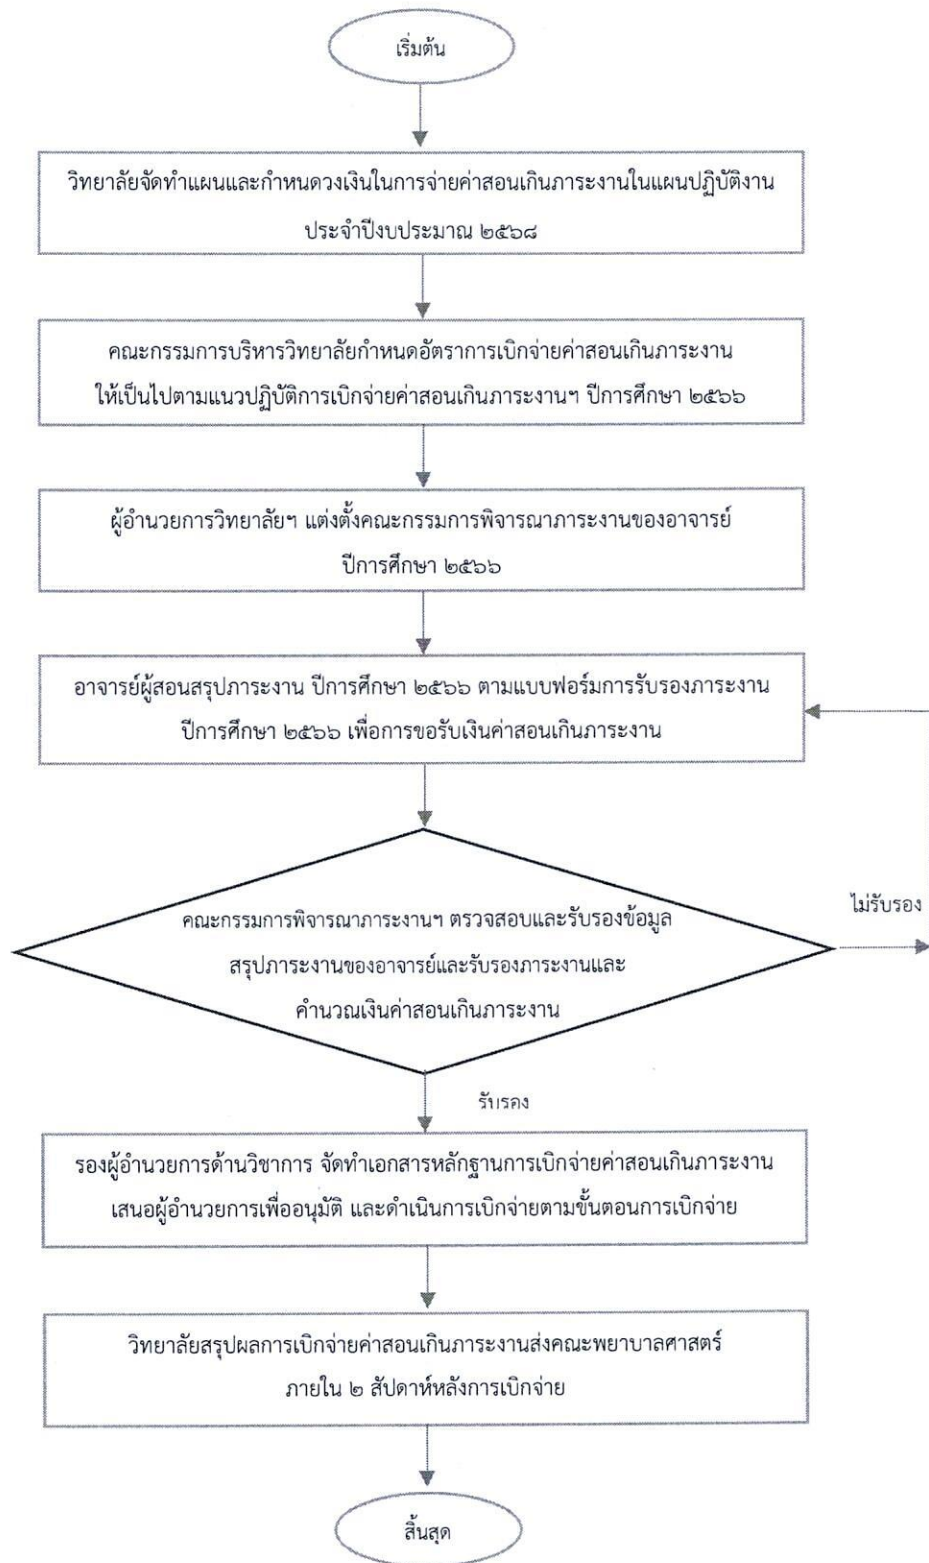 เริ่มต้น
วิทยาลัยจัดทำแผนและกำหนดวงเงินในการจ่ายค่าสอนเกินภาระงานในแผนปฏิบัติงาน
ประจำปีงบประมาณ ๒๕๖๘
คณะกรรมการบริหารวิทยาลัยกำหนดอัตราการเบิกจ่ายค่าสอนเกินภาระงาน
ให้เป็นไปตามแนวปฏิบัติการเบิกจ่ายค่าสอนเกินภาระงานฯ ปีการศึกษา ๒๕๖๖
ผู้อำนวยการวิทยาลัยฯ แต่งตั้งคณะกรรมการพิจารณาภาระงานของอาจารย์
ปีการศึกษา ๒๕๖๖
อาจารย์ผู้สอนสรุปภาระงาน ปีการศึกษา ๒๕๖๖ ตามแบบฟอร์มการรับรองภาระงาน
ปีการศึกษา ๒๕๖๖ เพื่อการขอรับเงินค่าสอนเกินภาระงาน
ไม่รับรอง
คณะกรรมการพิจารณาภาระงานฯ ตรวจสอบและรับรองข้อมูล
สรุปภาระงานของอาจารย์และรับรองภาระงานและ
คำนวณเงินค่าสอนเกินภาระงาน
รับรอง
รองผู้อำนวยการด้านวิชาการ จัดทำเอกสารหลักฐานการเบิกจ่ายค่าสอนเกินภาระงาน
เสนอผู้อำนวยการเพื่ออนุมัติ และดำเนินการเบิกจ่ายตามขั้นตอนการเบิกจ่าย
วิทยาลัยสรุปผลการเบิกจ่ายค่าสอนเกินภาระงานส่งคณะพยาบาลศาสตร์
ภายใน ๒ สัปดาห์หลังการเบิกจ่าย
สิ้นสุด